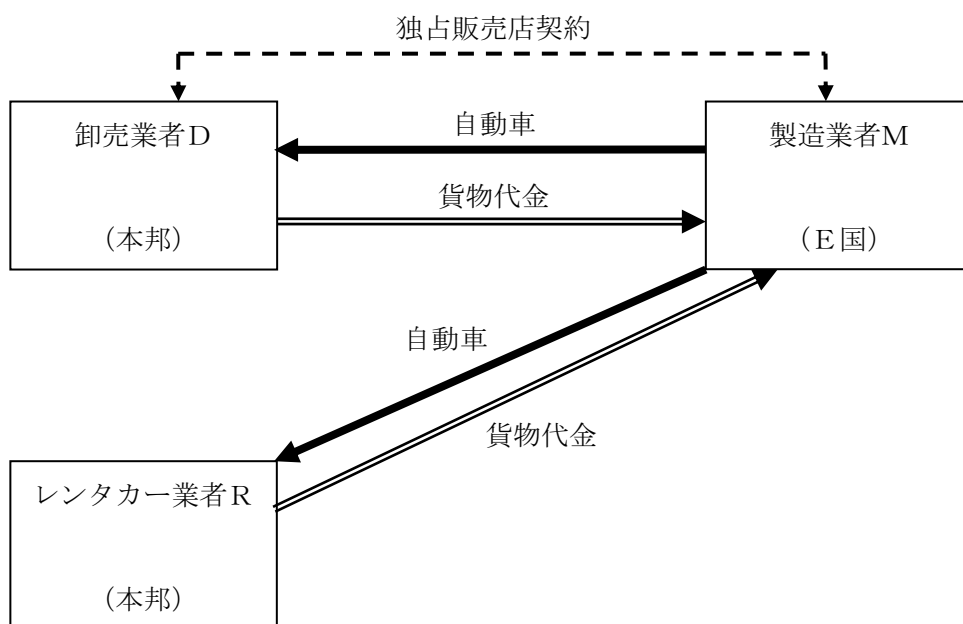 独占販売店契約
卸売業者Ｄ
（本邦）
自動車
貨物代金
製造業者Ｍ
（Ｅ国）
自動車
貨物代金
レンタカー業者Ｒ
（本邦）